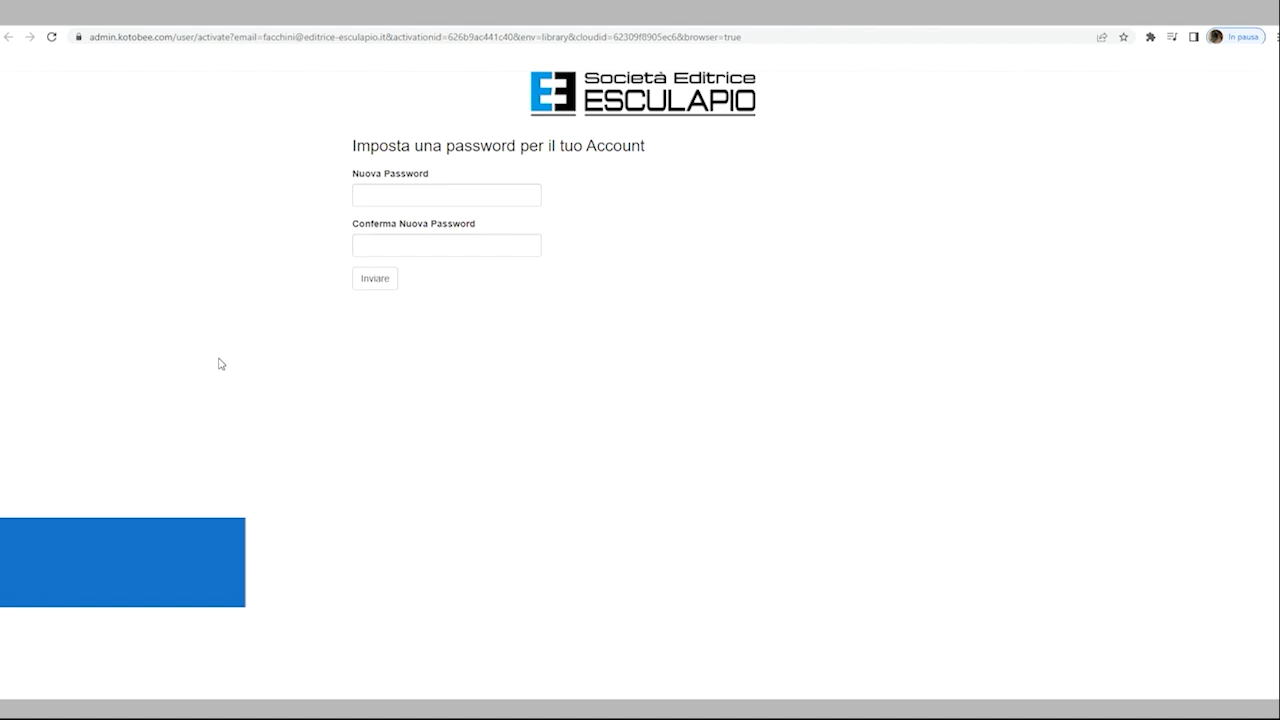 admin.kotobee.com/user/activate?email=facchini@editrice-esculapio.it&activationid=626b9ac441c40&env=library&cloudid=62309f8905ec6&browser=true
In pausa
Società Editrice
ESCULAPIO
Imposta una password per il tuo Account
Nuova Password
Conferma Nuova Password
Inviare